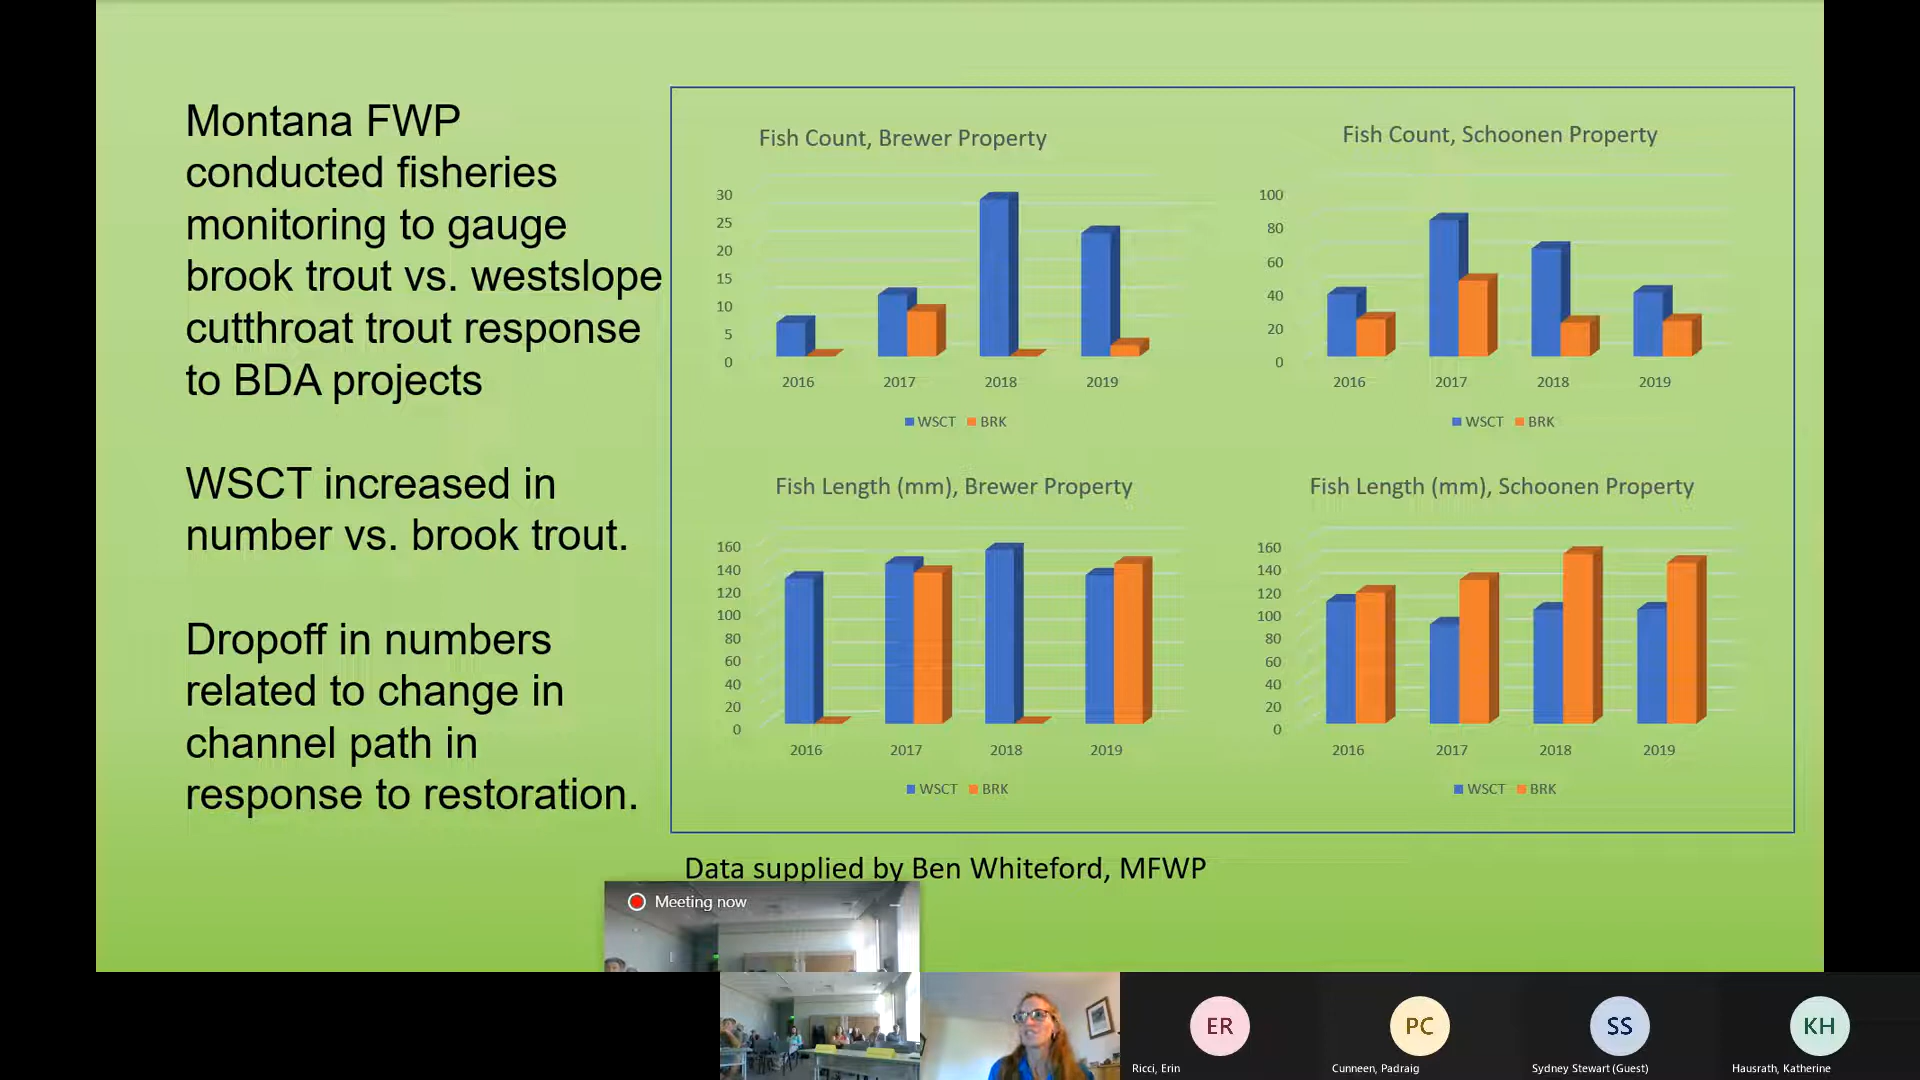 Montana FWP
conducted fisheries
monitoring to gauge
brook trout vs. westslope
cutthroat trout response
to BDA projects
WSCT increased in
number vs. brook trout.
Dropoff in numbers
related to change in
channel path in
response to restoration.
Fish Count, Brewer Property
30
25
20
15
10
5
0
2016 2017 2018 2019
WSCT BRK
Fish Count, Schoonen Property
100
80
60
40
20
0
2016 2017 2018 2019
WSCT BRK
Fish Length (mm), Brewer Property
160
140
120
100
80
60
40
20
0
2016 2017 2018 2019
WSCT BRK
Fish Length (mm), Schoonen Property
160
140
120
100
80
60
40
20
0
2016 2017 2018 2019
WSCT BRK
Data supplied by Ben Whiteford, MFWP
Meeting now
ER PC SS KH
Ricci, Erin Cunneen, Padraig Sydney Stewart (Guest) Hausrath, Katherine